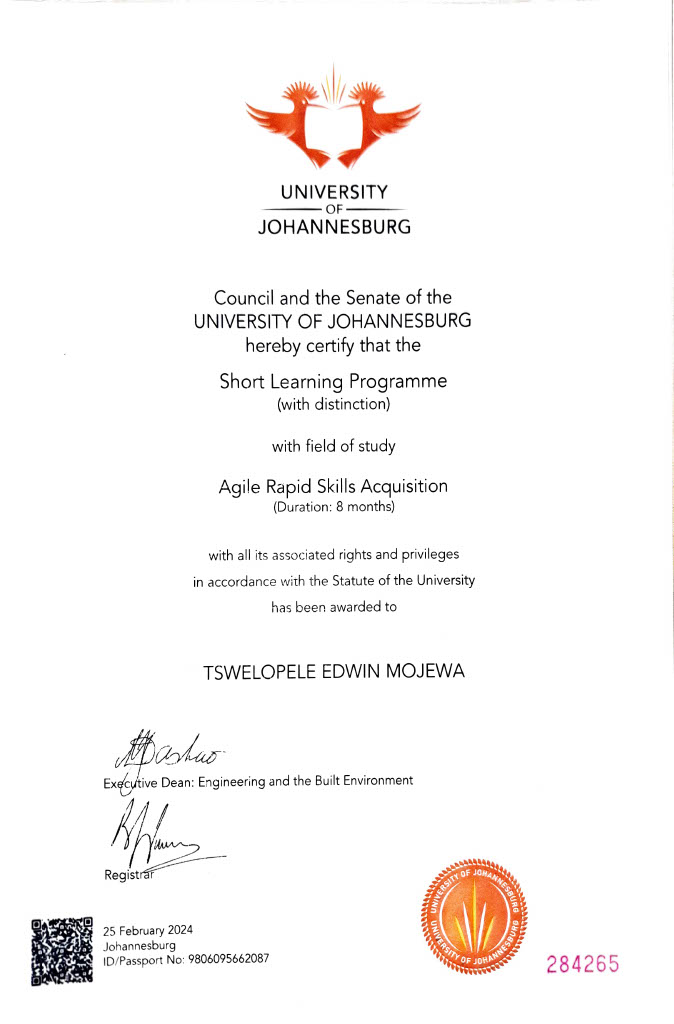 UNIVERSITY
OF
JOHANNESBURG
Council and the Senate of the
UNIVERSITY OF JOHANNESBURG
hereby certify that the
Short Learning Programme
(with distinction)
with field of study
Agile Rapid Skills Acquisition
(Duration: 8 months)
with all its associated rights and privileges
in accordance with the Statute of the University
has been awarded to
TSWELOPELE EDWIN MOJEWA
Executive Dean: Engineering and the Built Environment
Registrar
25 February 2024
Johannesburg
ID/Passport No: 9806095662087
UNIVERSITY OF JOHANNESBURG
UNIVERSITY OF JOHANNESBURG
284265